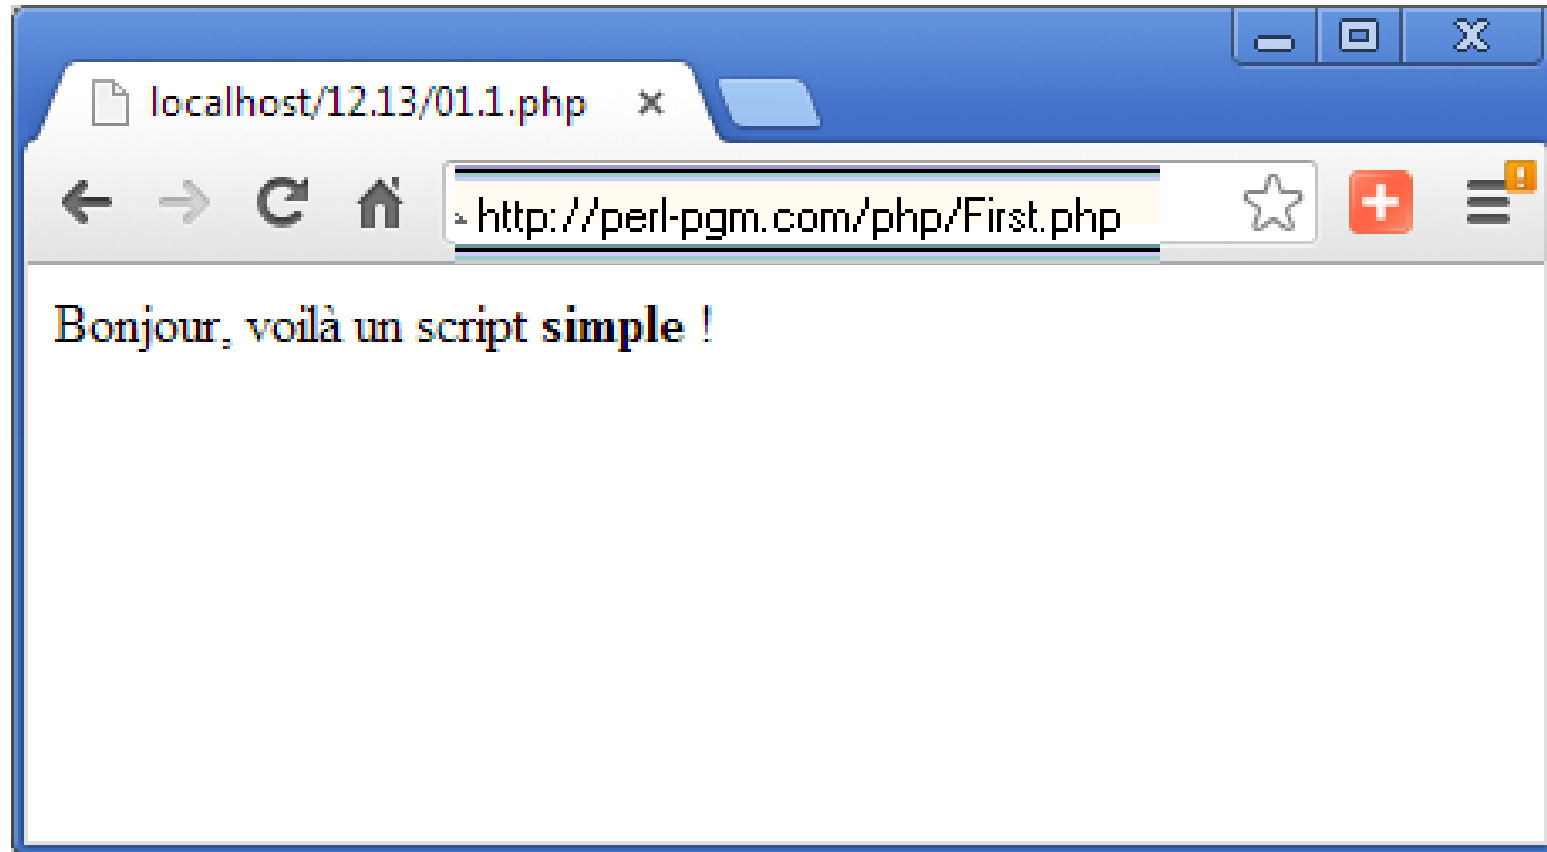 localhost/12.13/01.1.php
http://perl-pgm.com/php/First.php
Bonjour, voilà un script simple !